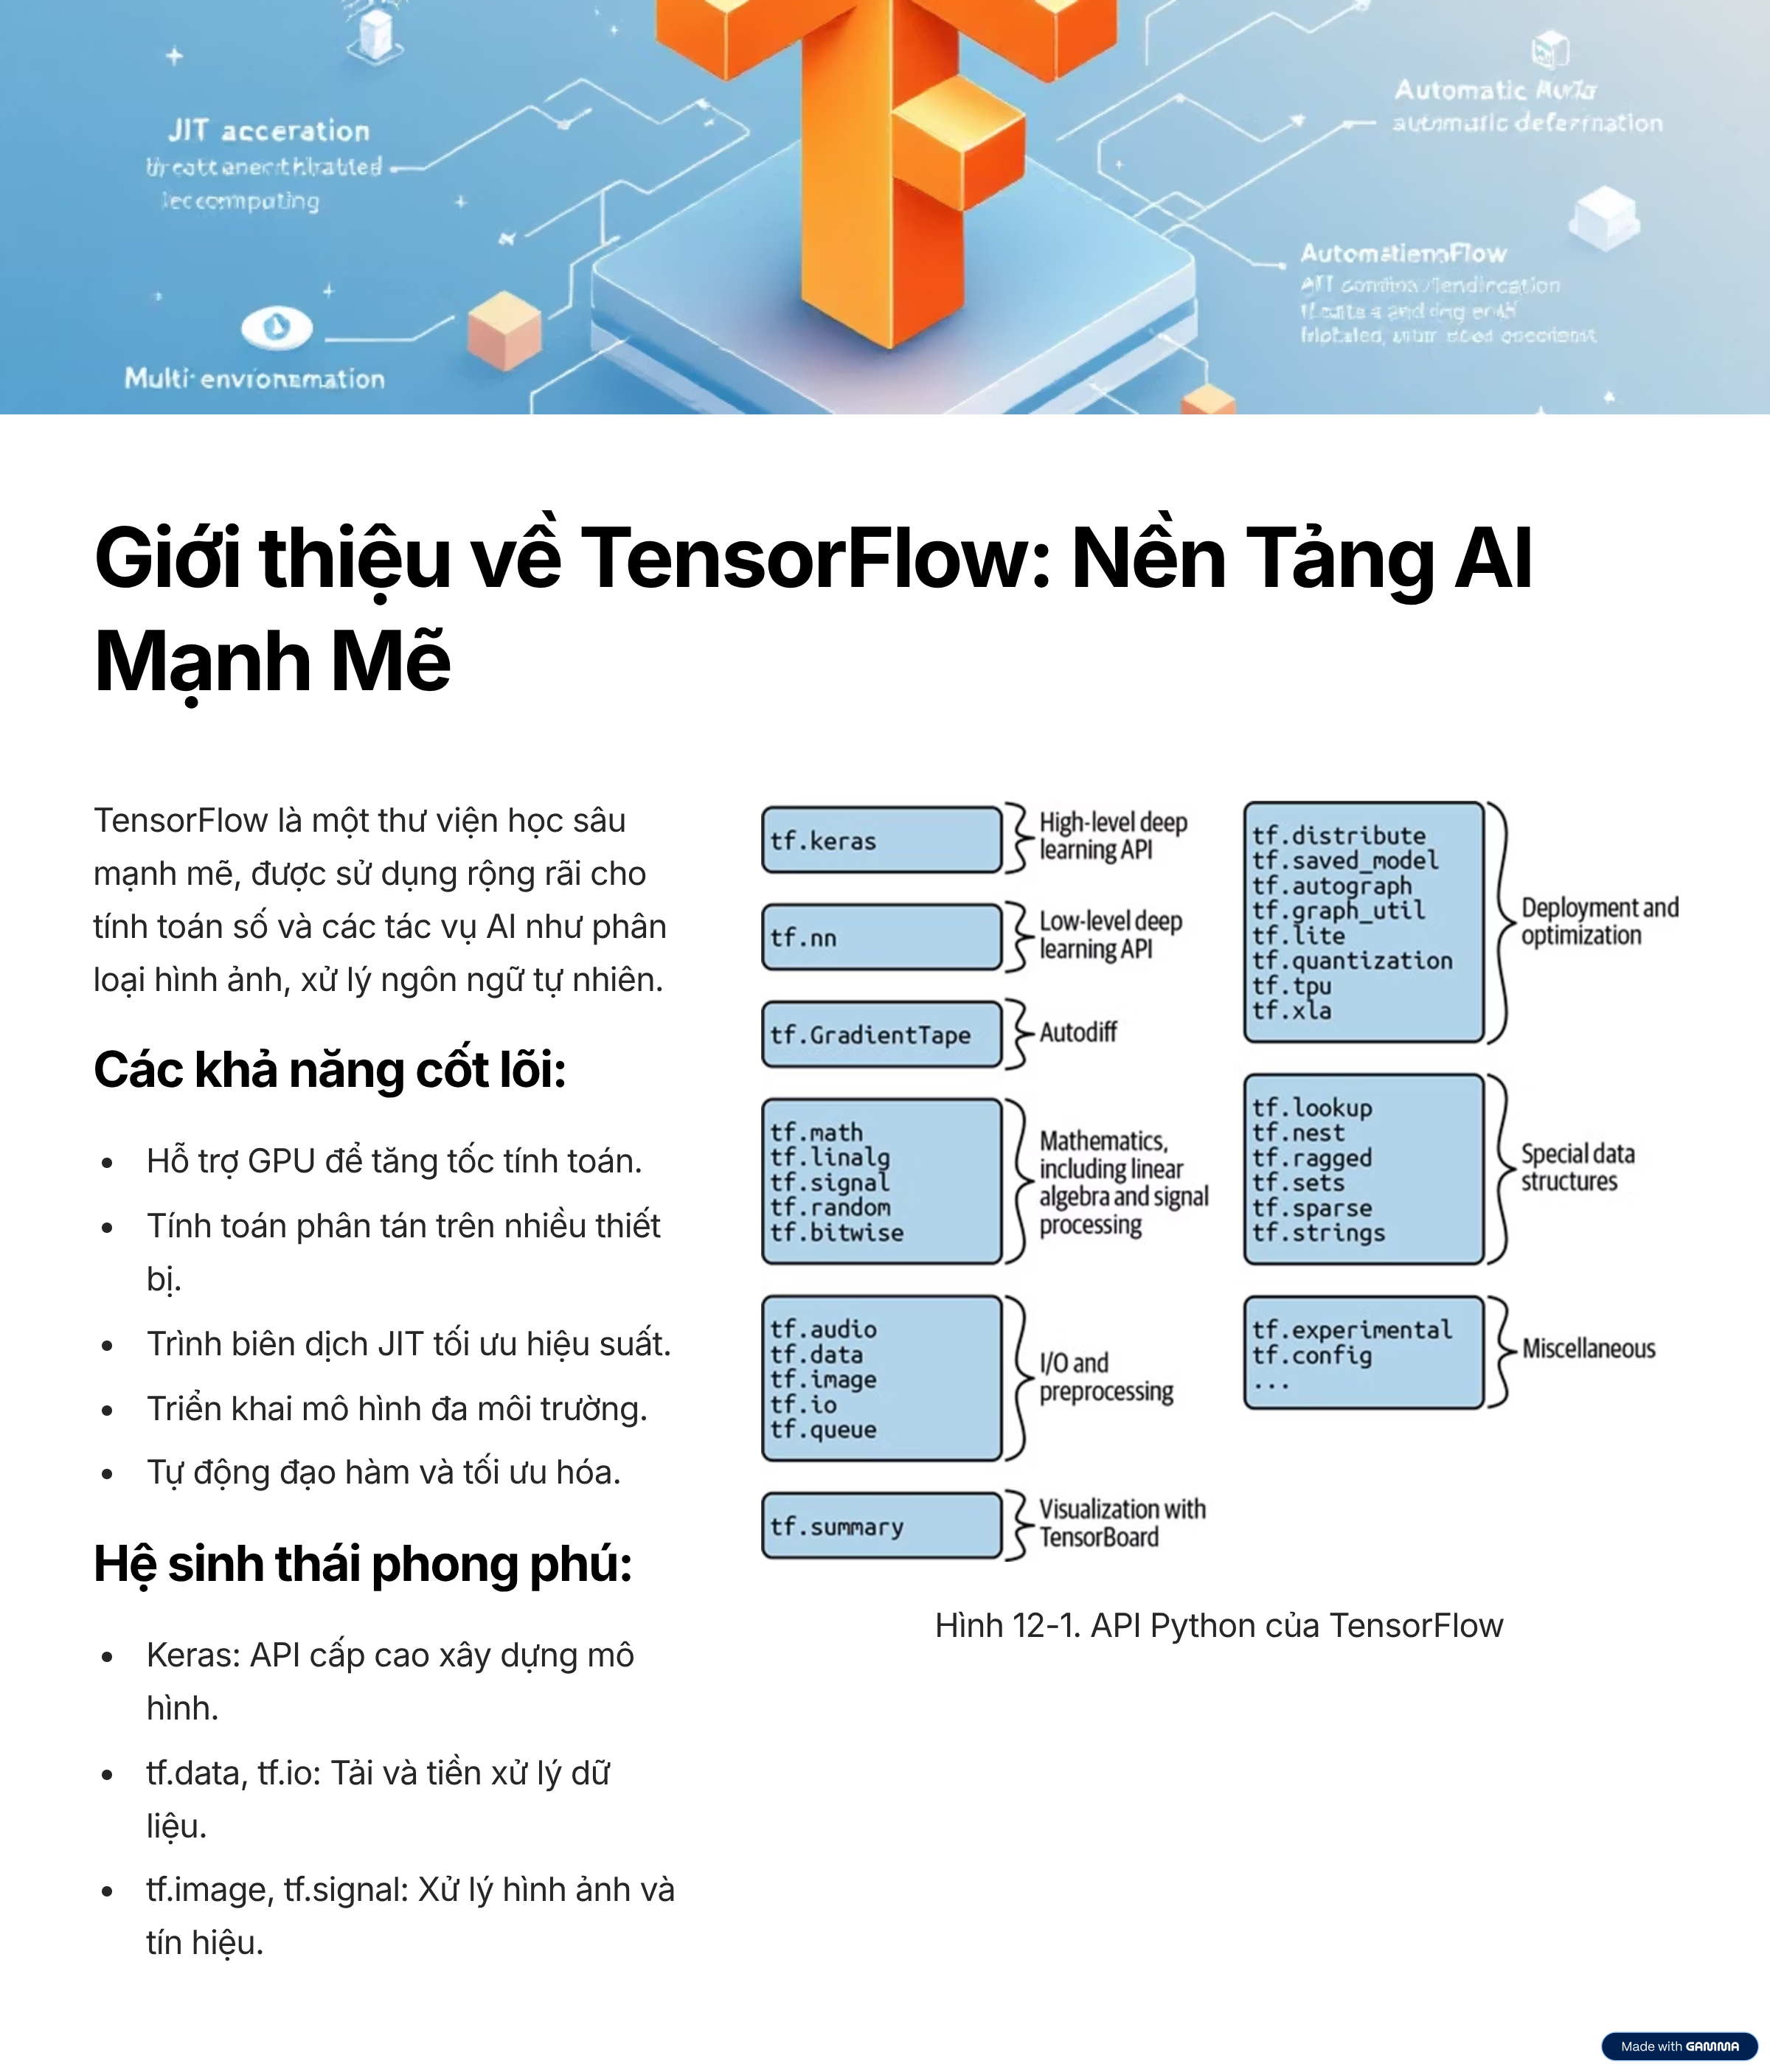 JIT acceration
Automatic
automatic
AutomatiemFlow
Multi-envíonamation
Giới thiệu về TensorFlow: Nền Tảng AI
Mạnh Mẽ
TensorFlow là một thư viện học sâu
mạnh mẽ, được sử dụng rộng rãi cho
tính toán số và các tác vụ AI như phân
loại hình ảnh, xử lý ngôn ngữ tự nhiên.
Các khả năng cốt lõi:
• Hỗ trợ GPU để tăng tốc tính toán.
• Tính toán phân tán trên nhiều thiết
bị.
• Trình biên dịch JIT tối ưu hiệu suất.
• Triển khai mô hình đa môi trường.
• Tự động đạo hàm và tối ưu hóa.
Hệ sinh thái phong phú:
• Keras: API cấp cao xây dựng mô
hình.
• tf.data, tf.io: Tải và tiền xử lý dữ
liệu.
• tf.image, tf.signal: Xử lý hình ảnh và
tín hiệu.
tf.keras
High-level deep
learning API
tf.nn
Low-level deep
learning API
tf.GradientTape
Autodiff
tf.math
tf.linalg
tf.signal
tf.random
tf.bitwise
Mathematics,
including linear
algebra and signal
processing
tf.audio
tf.data
tf.image
tf.io
tf.queue
I/O and
preprocessing
tf.summary
Visualization with
TensorBoard
tf.distribute
tf.saved_model
tf.autograph
tf.graph_util
tf.lite
tf.quantization
tf.tpu
tf.xla
Deployment and
optimization
tf.lookup
tf.nest
tf.ragged
tf.sets
tf.sparse
tf.strings
Special data
structures
tf.experimental
tf.config
...
Miscellaneous
Hình 12-1. API Python của TensorFlow
Made with GAMMA